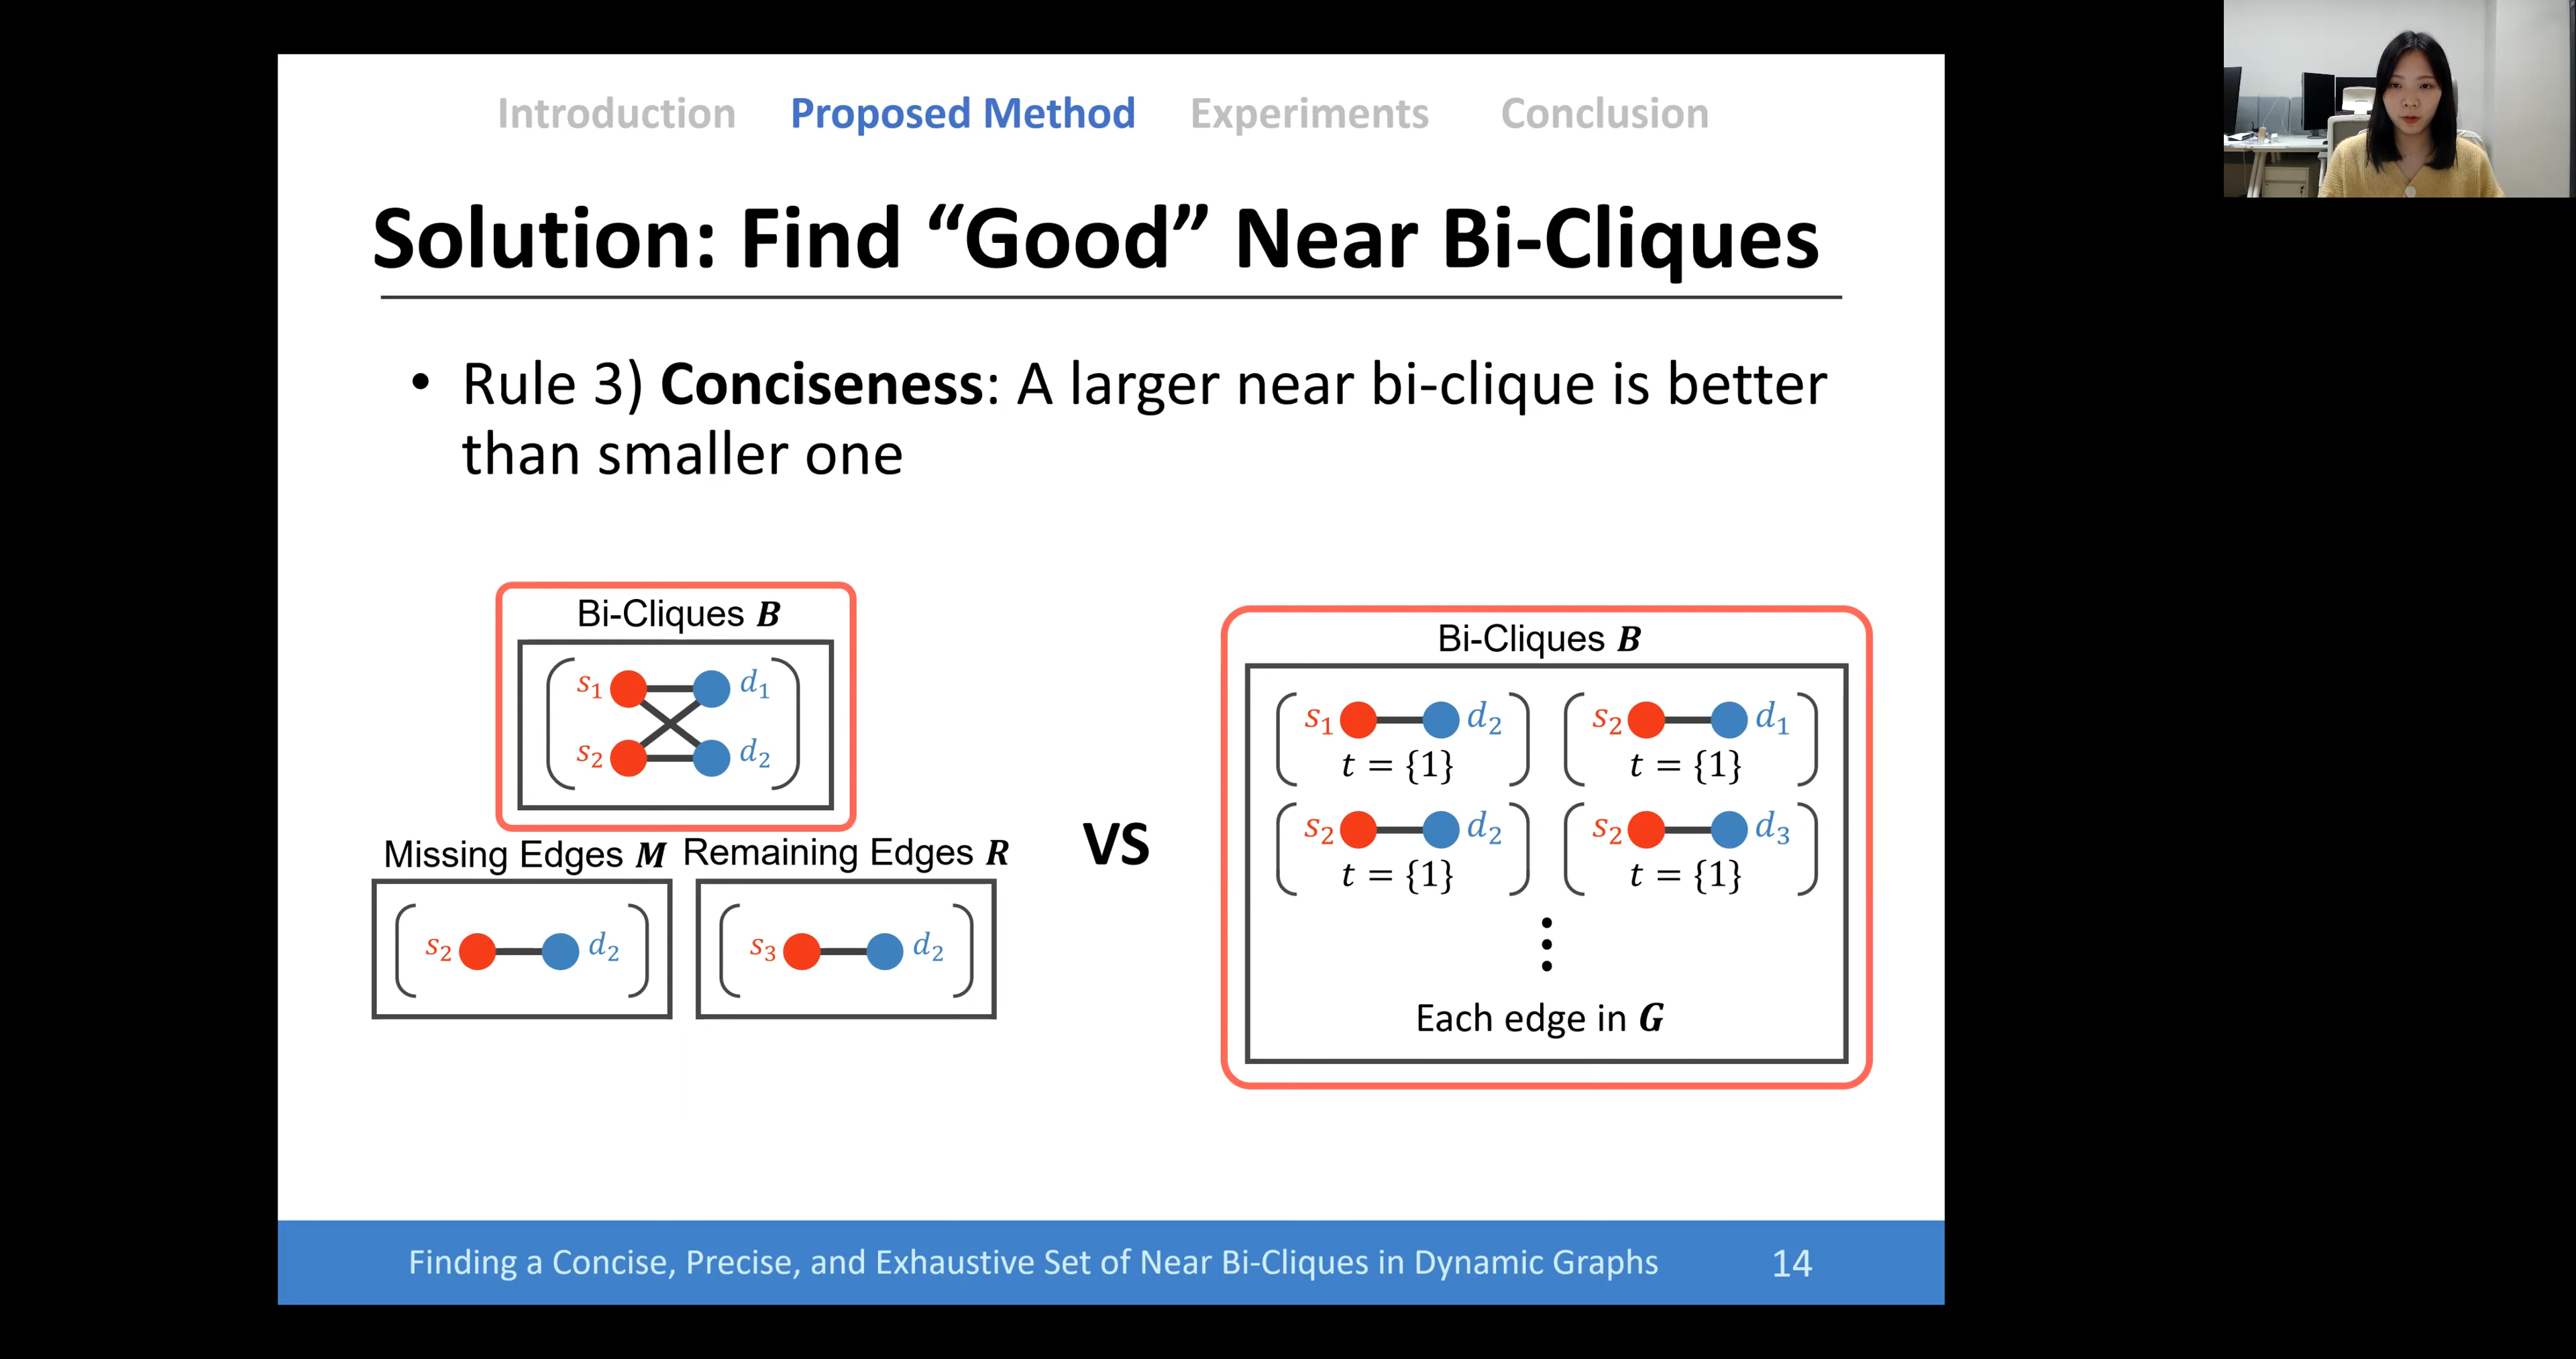 Introduction Proposed Method Experiments Conclusion
Solution: Find “Good” Near Bi-Cliques
• Rule 3) Conciseness: A larger near bi-clique is better
than smaller one
Bi-Cliques B
s1 d1
s2 d2
Missing Edges M Remaining Edges R
s2 d2 s3 d2
VS
Bi-Cliques B
s1 d2 s2 d1
t = {1} t = {1}
s2 d2 s2 d3
t = {1} t = {1}
Each edge in G
Finding a Concise, Precise, and Exhaustive Set of Near Bi-Cliques in Dynamic Graphs 14